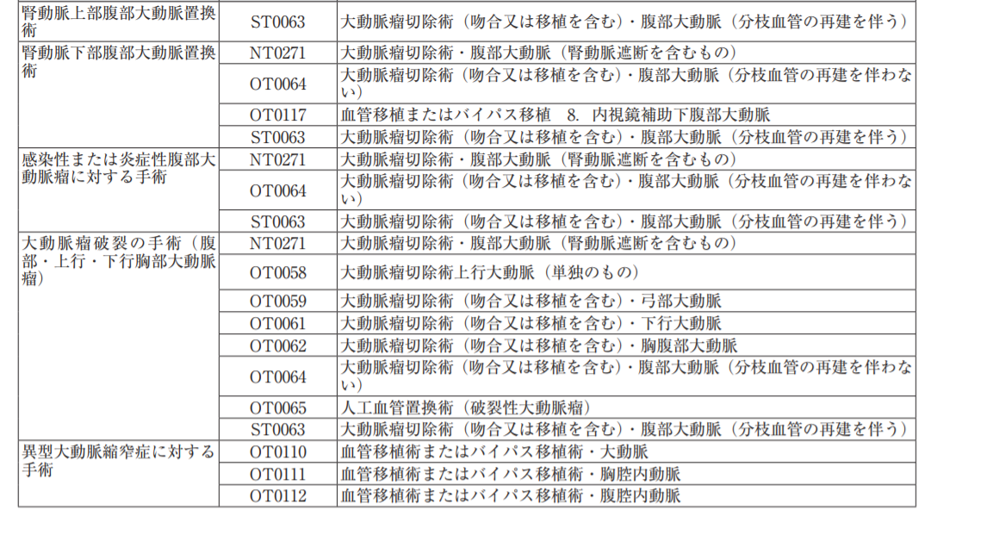 腎動脈上部腹部大動脈置換
術
ST0063
大動脈瘤切除術（吻合又は移植を含む）・腹部大動脈（分枝血管の再建を伴う）
腎動脈下部腹部大動脈置換
術
NT0271
大動脈瘤切除術・腹部大動脈（腎動脈遮断を含むもの）
OT0064
大動脈瘤切除術（吻合又は移植を含む）・腹部大動脈（分枝血管の再建を伴わな
い）
OT0117
血管移植またはバイパス移植　8．内視鏡補助下腹部大動脈
ST0063
大動脈瘤切除術（吻合又は移植を含む）・腹部大動脈（分枝血管の再建を伴う）
感染性または炎症性腹部大
動脈瘤に対する手術
NT0271
大動脈瘤切除術・腹部大動脈（腎動脈遮断を含むもの）
OT0064
大動脈瘤切除術（吻合又は移植を含む）・腹部大動脈（分枝血管の再建を伴わな
い）
ST0063
大動脈瘤切除術（吻合又は移植を含む）・腹部大動脈（分枝血管の再建を伴う）
大動脈瘤破裂の手術（腹
部・上行・下行胸部大動脈
瘤）
NT0271
大動脈瘤切除術・腹部大動脈（腎動脈遮断を含むもの）
OT0058
大動脈瘤切除術上行大動脈（単独のもの）
OT0059
大動脈瘤切除術（吻合又は移植を含む）・弓部大動脈
OT0061
大動脈瘤切除術（吻合又は移植を含む）・下行大動脈
OT0062
大動脈瘤切除術（吻合又は移植を含む）・胸腹部大動脈
OT0064
大動脈瘤切除術（吻合又は移植を含む）・腹部大動脈（分枝血管の再建を伴わな
い）
OT0065
人工血管置換術（破裂性大動脈瘤）
ST0063
大動脈瘤切除術（吻合又は移植を含む）・腹部大動脈（分枝血管の再建を伴う）
異型大動脈縮窄症に対する
手術
OT0110
血管移植術またはバイパス移植術・大動脈
OT0111
血管移植術またはバイパス移植術・胸腔内動脈
OT0112
血管移植術またはバイパス移植術・腹腔内動脈